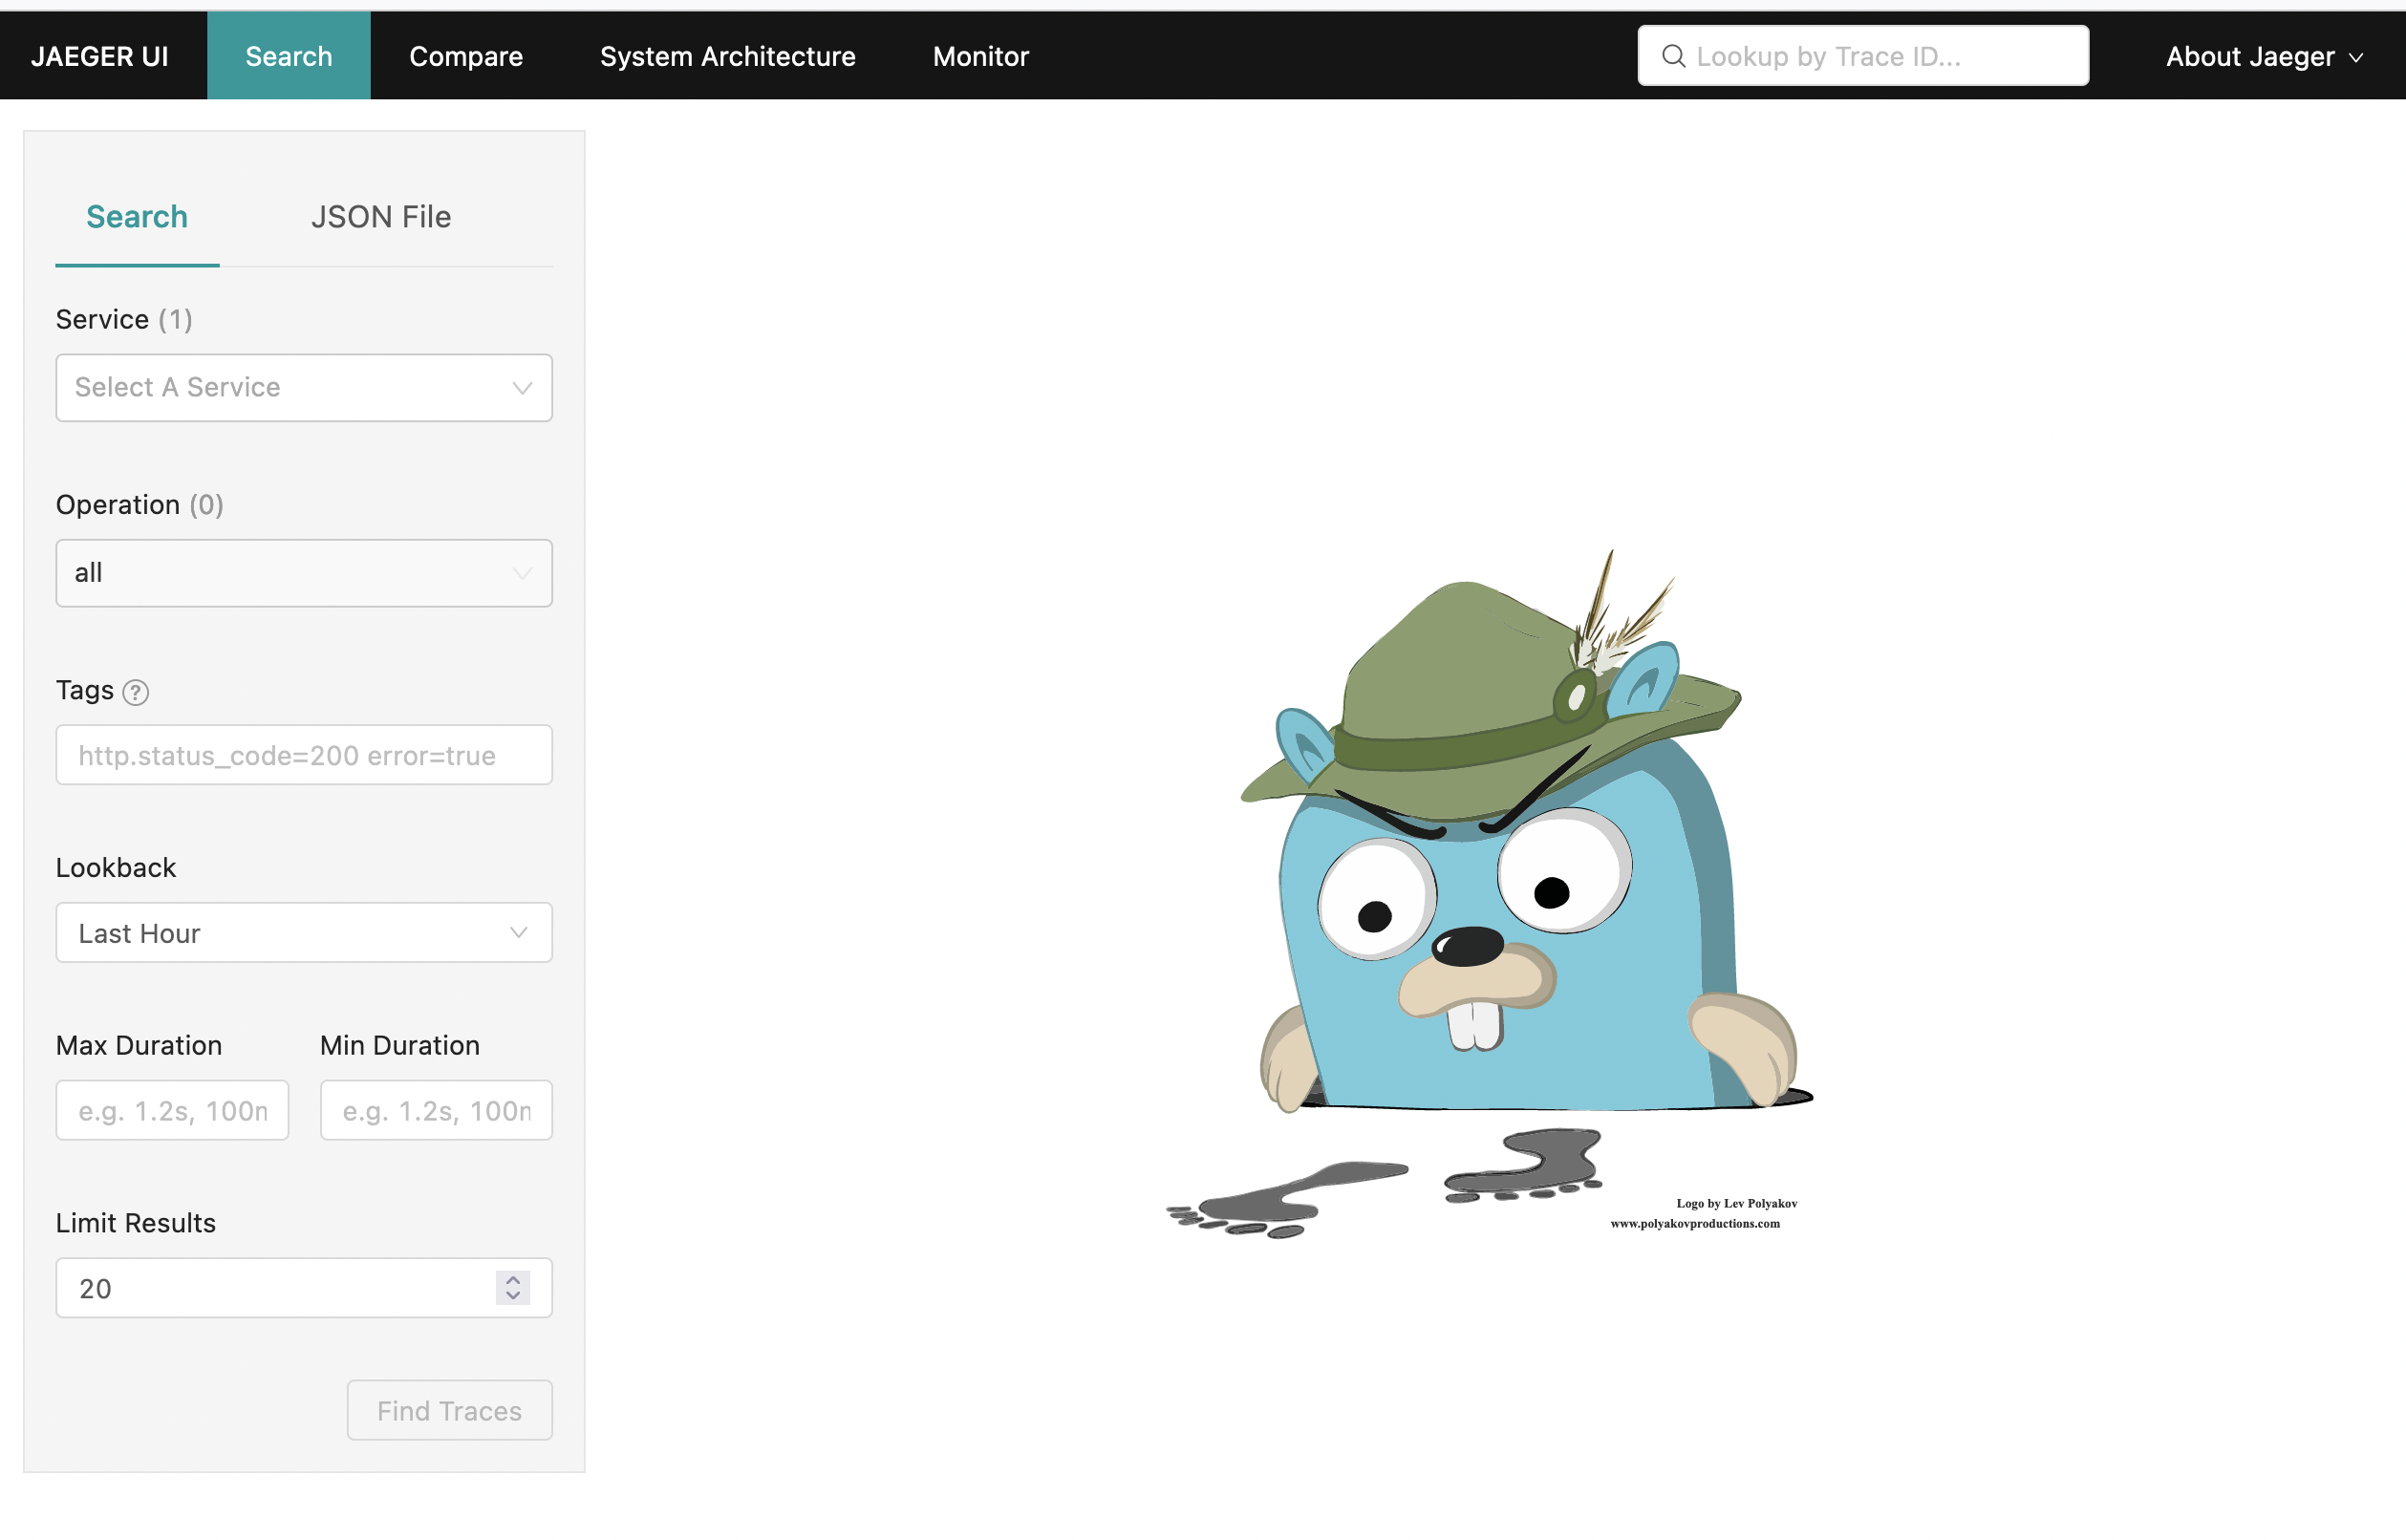 JAEGER UI Search Compare System Architecture Monitor Lookup by Trace ID... About Jaeger
Search JSON File
Service (1)
Select A Service
Operation (0)
all
Tags ?
http.status_code=200 error=true
Lookback
Last Hour
Max Duration Min Duration
e.g. 1.2s, 100m e.g. 1.2s, 100m
Limit Results
20
Find Traces
Logo by Lev Polyakov
www.polyakovproductions.com